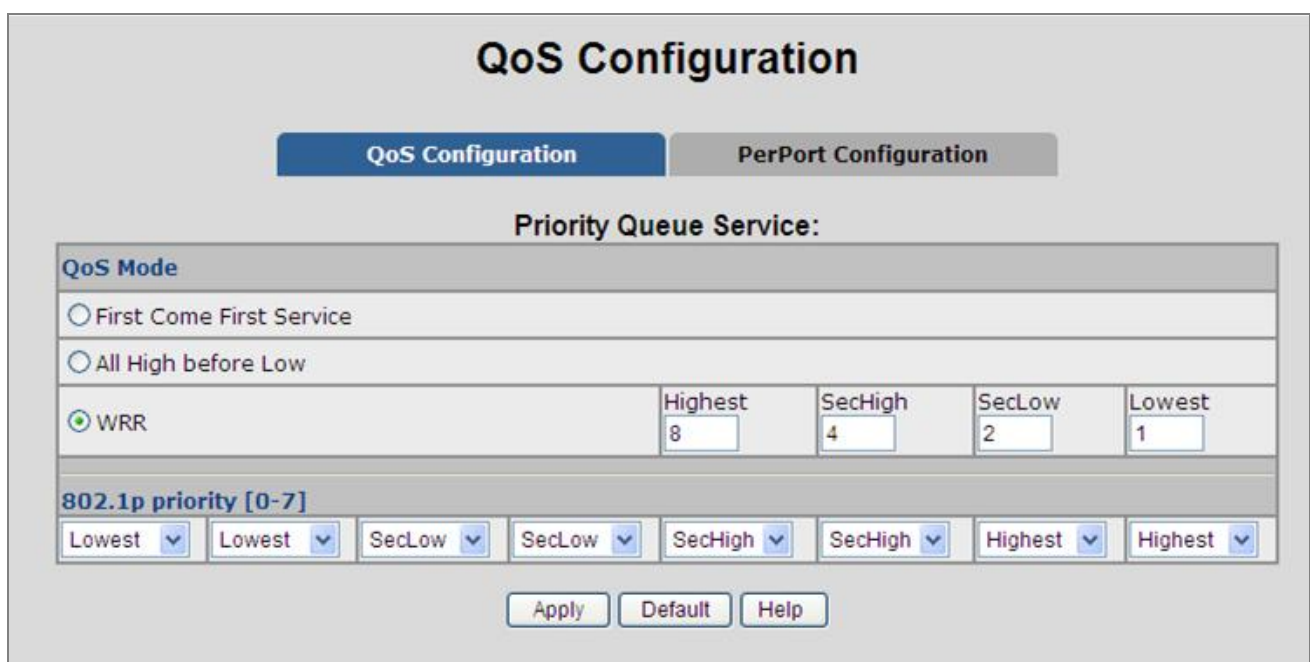 QoS Configuration
QoS Configuration PerPort Configuration
Priority Queue Service:
QoS Mode
First Come First Service
All High before Low
WRR
Highest SecHigh SecLow Lowest
8 4 2 1
802.1p priority [0-7]
Lowest Lowest SecLow SecLow SecHigh SecHigh Highest Highest
Apply Default Help